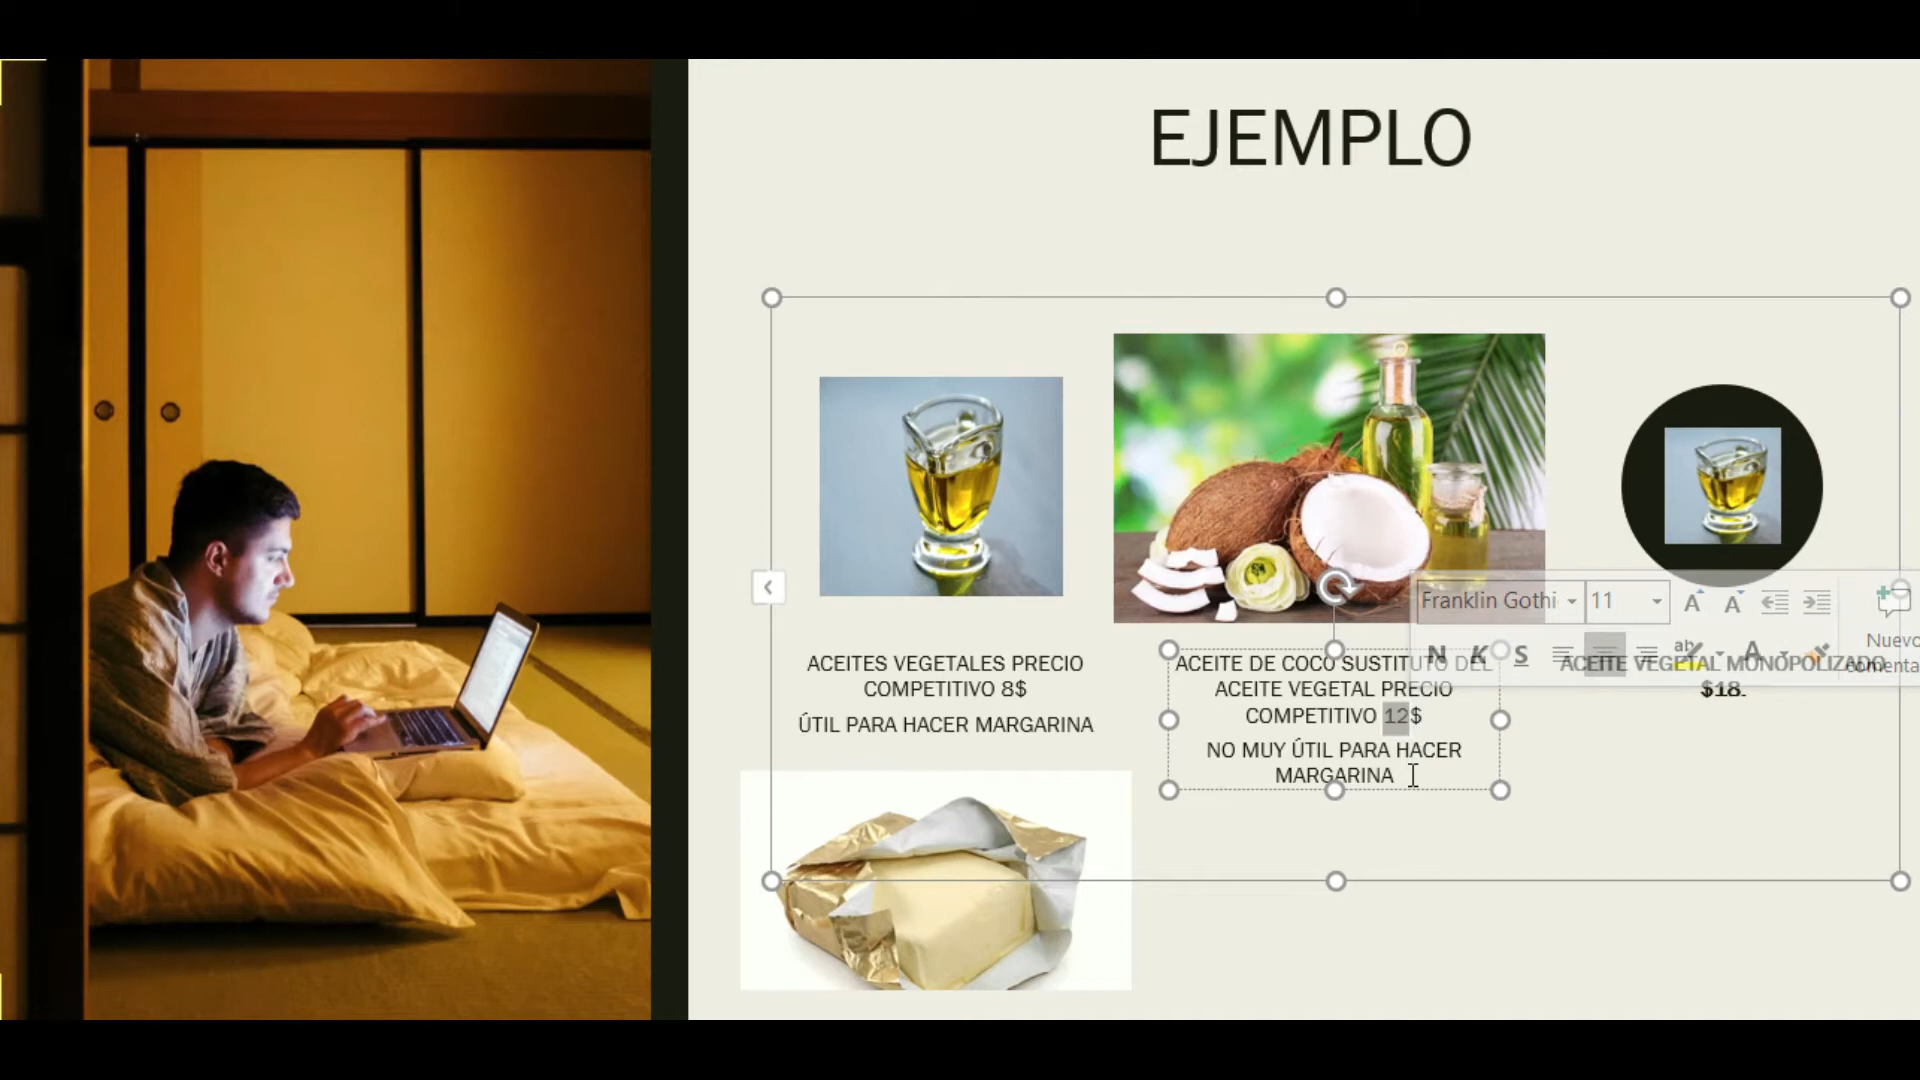 EJEMPLO
ACEITES VEGETALES PRECIO
COMPETITIVO 8$
ÚTIL PARA HACER MARGARINA
ACEITE DE COCO SUSTITUTO DEL
ACEITE VEGETAL PRECIO
COMPETITIVO 12$
NO MUY ÚTIL PARA HACER
MARGARINA
Franklin Gothi 11
N K S
Nuevo
comenta
ACEITE VEGETAL MONOPOLIZADO
$18.